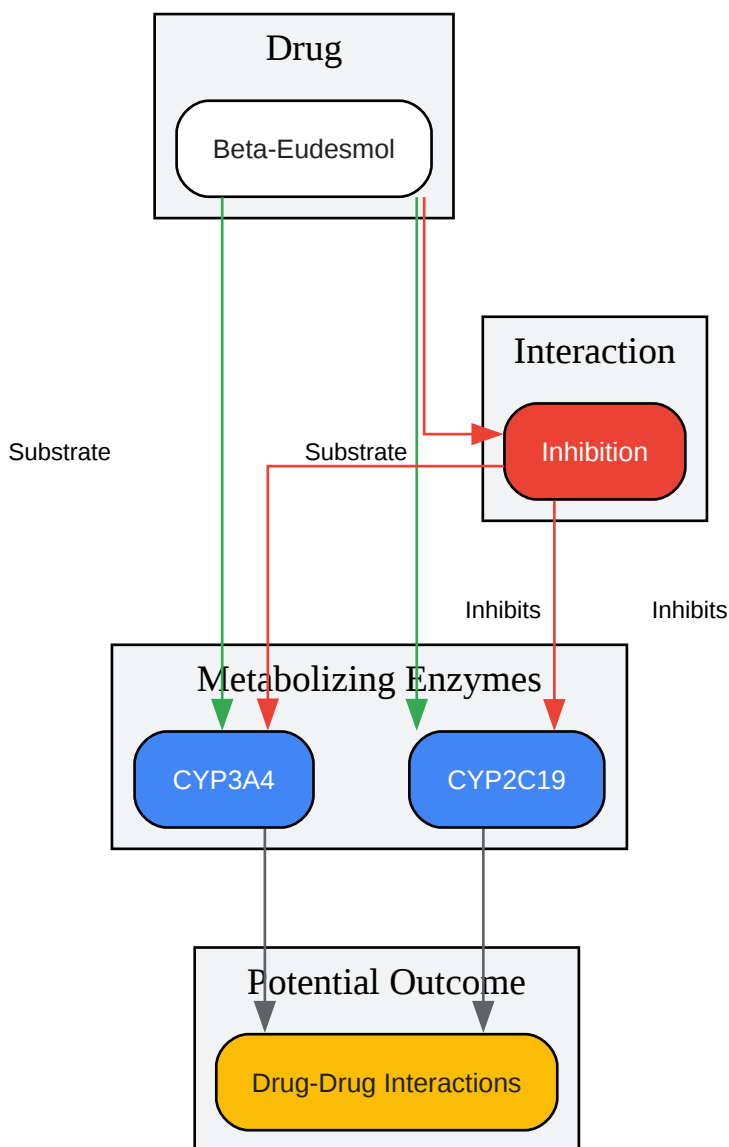 Drug
Beta-Eudesmol
Interaction
Substrate
Substrate
Inhibition
Inhibits
Inhibits
Metabolizing Enzymes
CYP3A4
CYP2C19
Potential Outcome
Drug-Drug Interactions